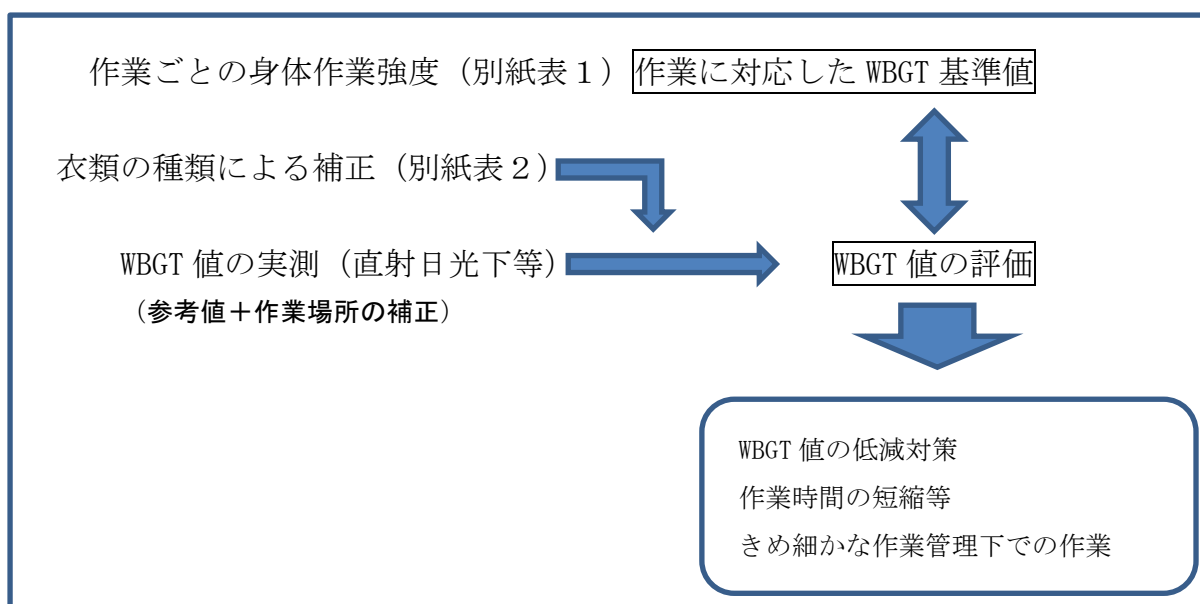 作業ごとの身体作業強度(別紙表1) 作業に対応した WBGT 基準値
衣類の種類による補正(別紙表2)
WBGT 値の実測(直射日光下等) WBGT 値の評価
(参考値+作業場所の補正)
WBGT 値の低減対策
作業時間の短縮等
きめ細かな作業管理下での作業